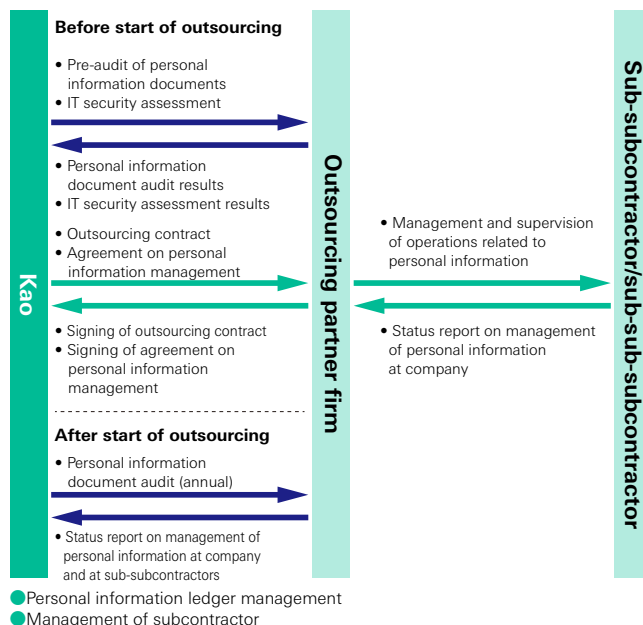 Before start of outsourcing
• Pre-audit of personal
information documents
• IT security assessment
• Personal information
document audit results
• IT security assessment results
• Outsourcing contract
• Agreement on personal
information management
• Signing of outsourcing contract
• Signing of agreement on
personal information
management
After start of outsourcing
• Personal information
document audit (annual)
• Status report on management of
personal information at company
and at sub-subcontractors
Kao
Outsourcing partner firm
• Management and supervision
of operations related to
personal information
• Status report on management
of personal information
at company
Sub-subcontractor/sub-sub-subcontractor
●Personal information ledger management
●Management of subcontractor